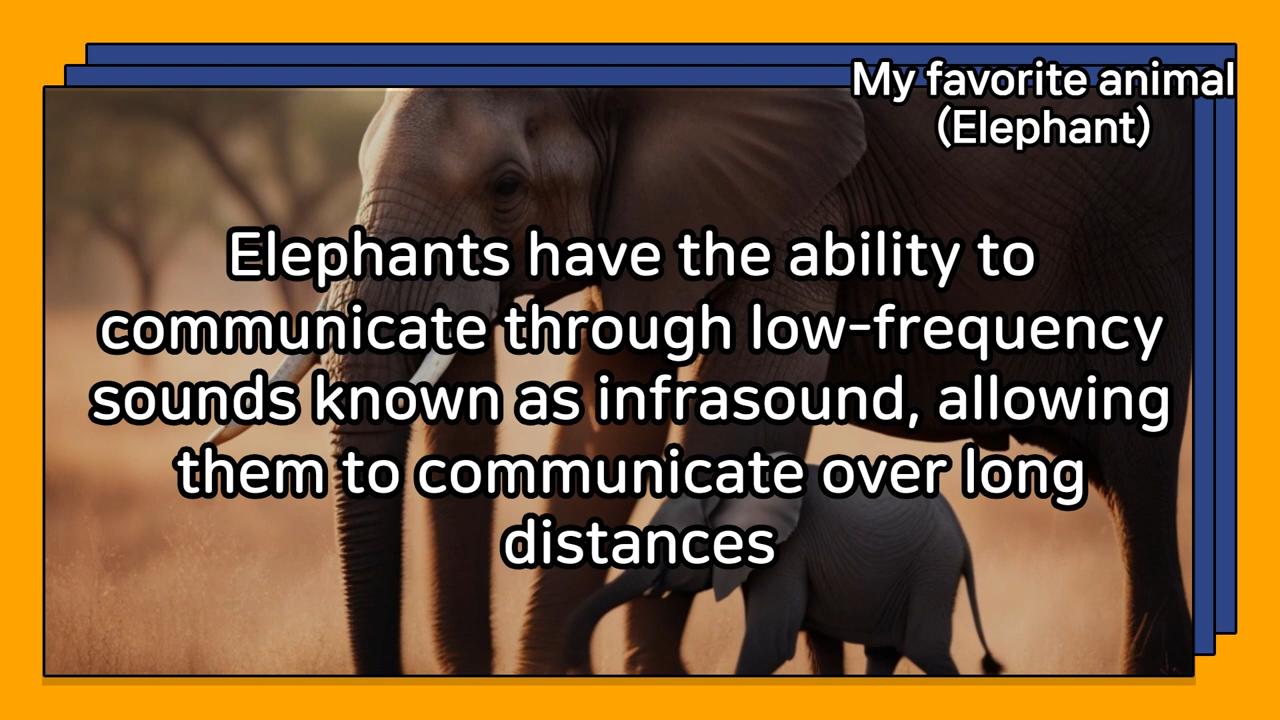 My favorite animal
(Elephant)
Elephants have the ability to
communicate through low-frequency
sounds known as infrasound, allowing
them to communicate over long
distances